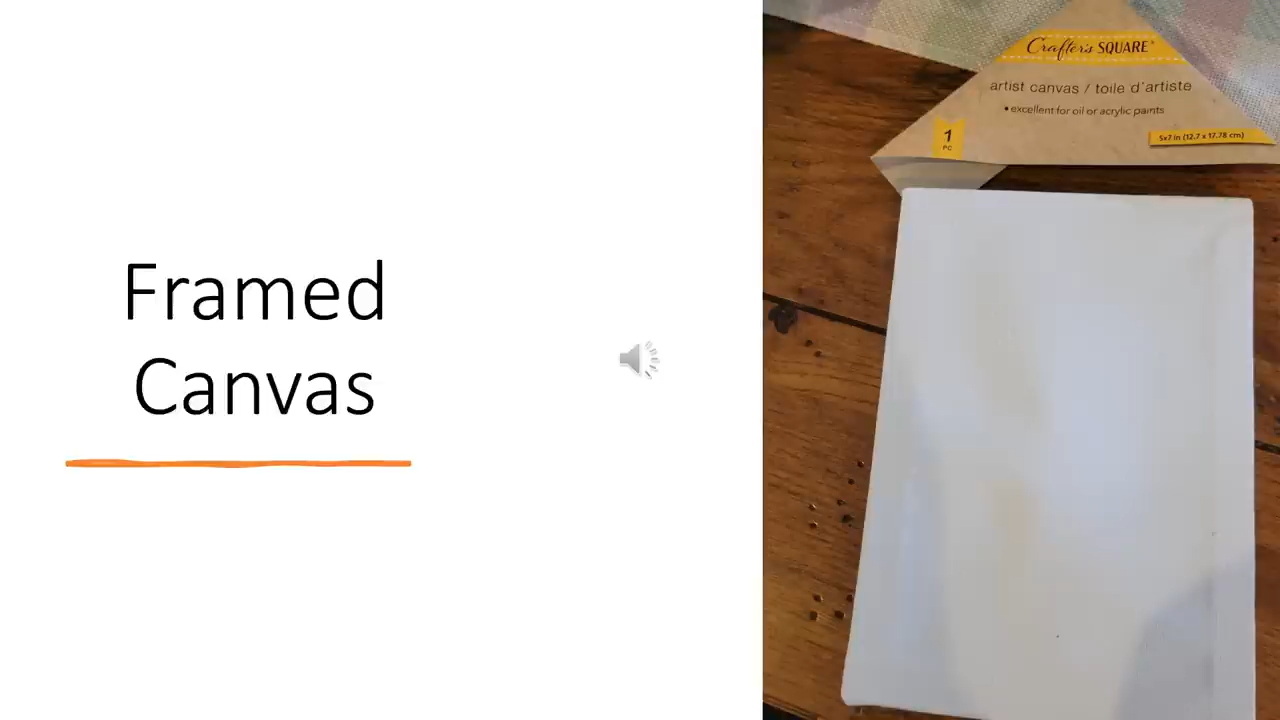 Framed
Canvas
Crafter's SQUARE
artist canvas / toile d'artiste
• excellent for oil or acrylic paints
1
PC
5x7 in (12.7 x 17.78 cm)